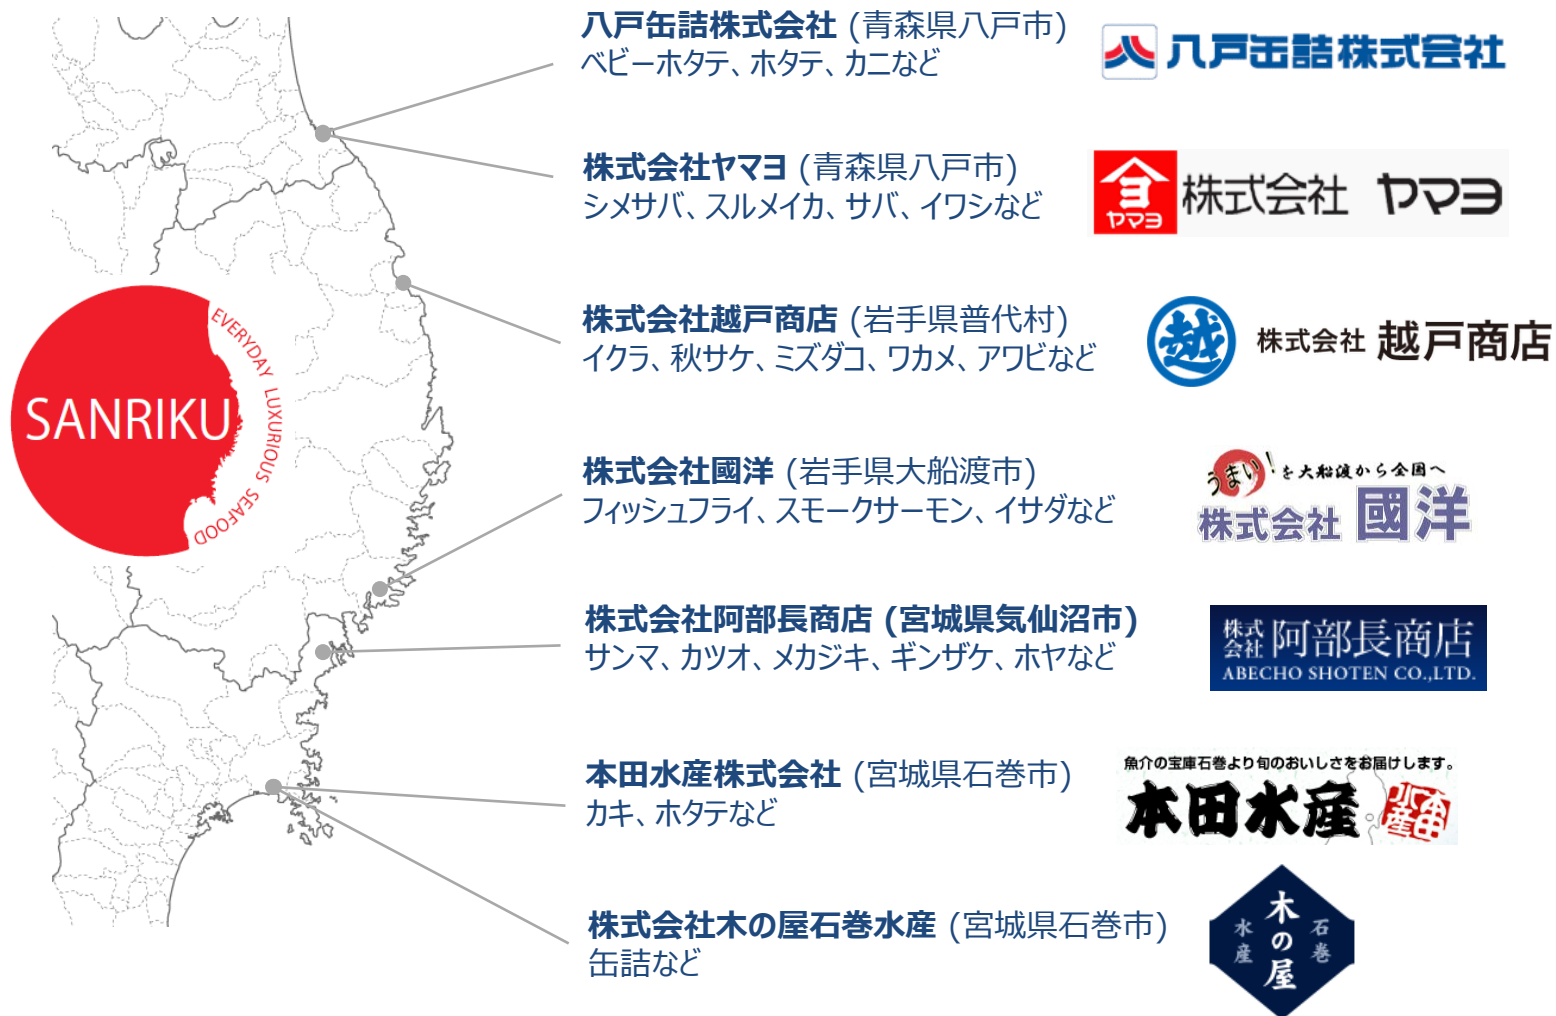 八戸缶詰株式会社 (青森県八戸市)
ベビーホタテ、ホタテ、カニなど
八戸缶詰株式会社
株式会社ヤマヨ (青森県八戸市)
シメサバ、スルメイカ、サバ、イワシなど
ヨ
ヤマヨ
株式会社 ヤマヨ
株式会社越戸商店 (岩手県普代村)
イクラ、秋サケ、ミズダコ、ワカメ、アワビなど
越
株式会社 越戸商店
SANRIKU
EVERYDAY LUXURIOUS SEAFOOD
株式会社國洋 (岩手県大船渡市)
フィッシュフライ、スモークサーモン、イサダなど
うまい!を大船渡から全国へ
株式会社 國洋
株式会社阿部長商店 (宮城県気仙沼市)
サンマ、カツオ、メカジキ、ギンザケ、ホヤなど
株式会社 阿部長商店
ABECHO SHOTEN CO.,LTD.
本田水産株式会社 (宮城県石巻市)
カキ、ホタテなど
魚介の宝庫石巻より旬のおいしさをお届けします。
本田水産
本田水産
株式会社木の屋石巻水産 (宮城県石巻市)
缶詰など
木の屋
石巻
水産